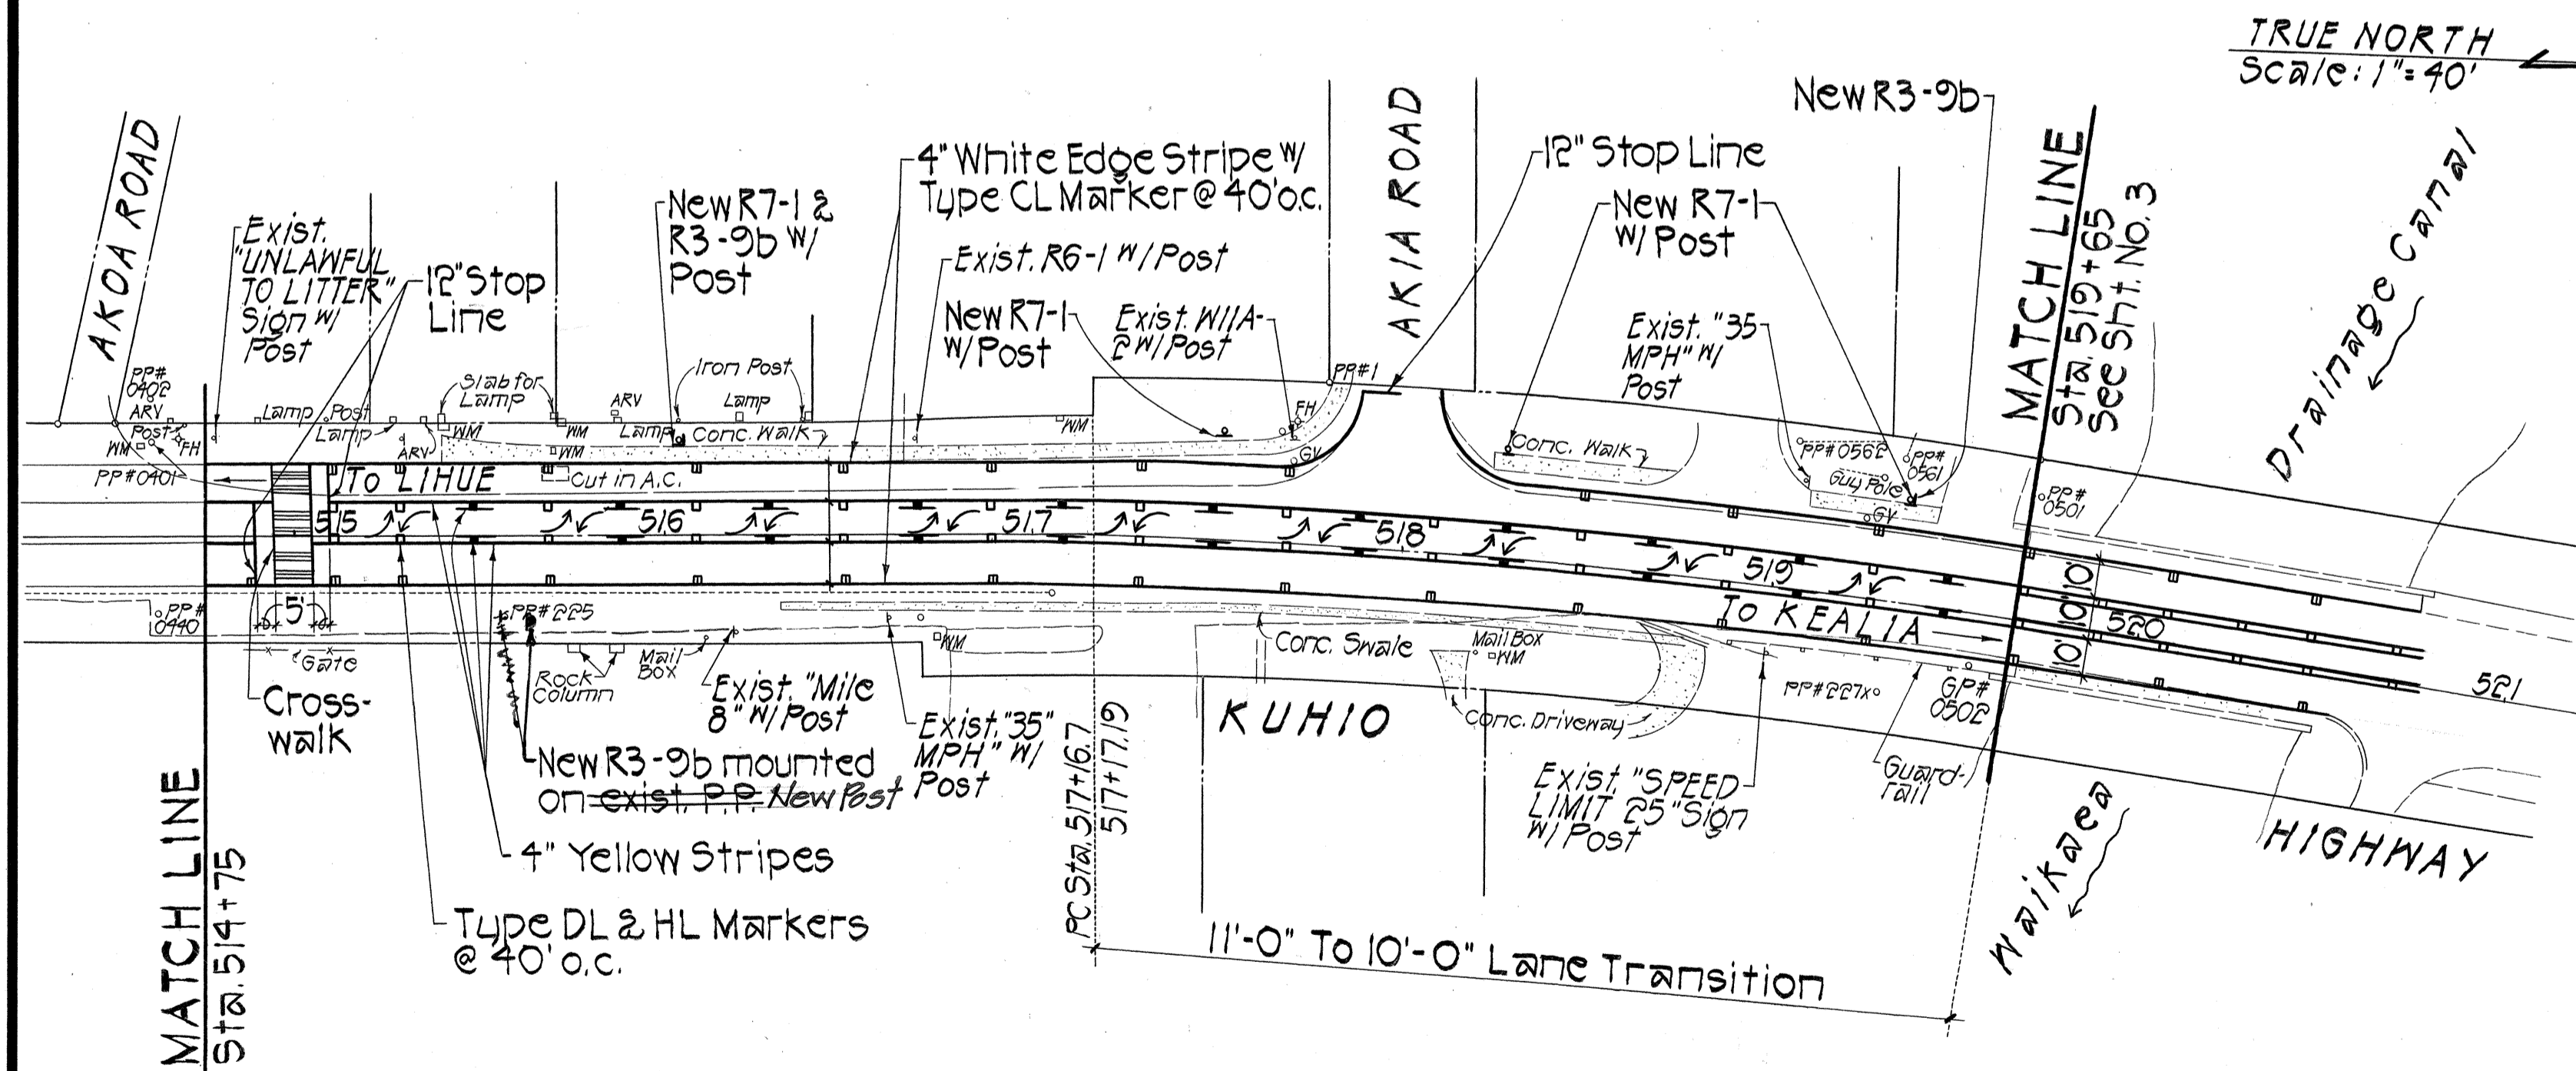 TRUE NORTH
Scale: 1"=40'
New R3-9b
AKOA ROAD
AKIA ROAD
4" White Edge Stripe W/
Type CL Marker @ 40'o.c.
12" Stop Line
MATCH LINE
Sta. 519+65
See Sht. No. 3
Drainage Canal
New R7-1 &
R3-9b W/
Post
New R7-1
W/ Post
Exist.
"UNLAWFUL
TO LITTER"
Sign W/
Post
12" Stop
Line
Exist. R6-1 W/Post
New R7-1
W/Post
Exist. W11A-
2 W/Post
Exist. "35
MPH" W/
Post
PP#
0402
ARV
Post
WM
FH
PP#0401
Lamp
Post
Lamp
Slab for
Lamp
ARV
WM
WM
WM
ARV
Lamp
Iron Post
Lamp
Conc. Walk
WM
FH
GV
PP#1
Conc. Walk
PP#0562
PP#
0561
Guy Pole
GV
PP#
0501
TO LIHUE
Cut in A.C.
515
516
517
518
519
520
521
TO KEALIA
10'
10'
10'
PP#
0440
5'
Gate
PP#225
Rock
Column
Mail
Box
WM
Conc. Swale
Mail Box
WM
Conc. Driveway
PP#227X
GP#
0502
Guard-
rail
Cross-
walk
Exist. "Mile
8" W/Post
Exist. "35"
MPH" W/
Post
New R3-9b mounted
on exist. P.P. New Post
4" Yellow Stripes
Type DL & HL Markers
@ 40' o.c.
MATCH LINE
Sta. 514+75
PC Sta. 517+16.7
517+17.19
KUHIO
HIGHWAY
Exist. "SPEED
LIMIT 25" Sign
W/ Post
Waikaea
11'-0" To 10'-0" Lane Transition